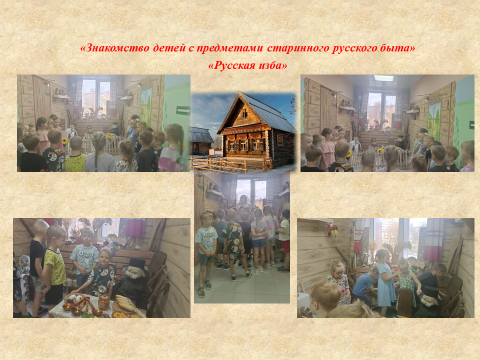 «Знакомство детей с предметами старинного русского быта»
«Русская изба»